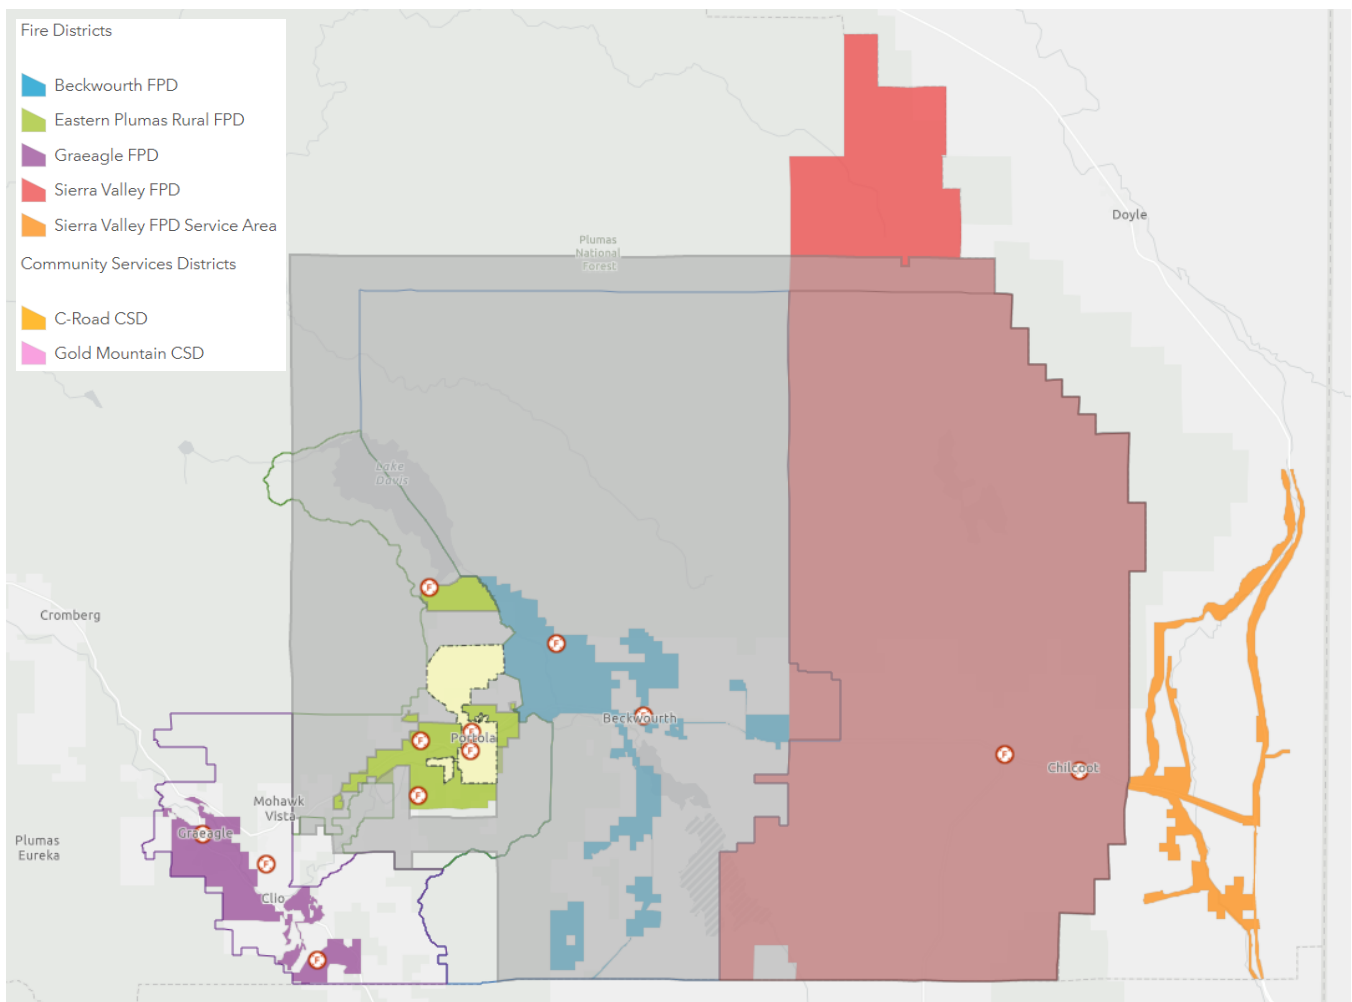 Fire Districts
Beckwourth FPD
Eastern Plumas Rural FPD
Graeagle FPD
Sierra Valley FPD
Sierra Valley FPD Service Area
Community Services Districts
C-Road CSD
Gold Mountain CSD
Doyle
Plumas
National
Forest
Lake
Davis
F
Cromberg
F
Beckwourth
F
Portola
F
F
F
F
Chilcoot
F
F
Mohawk
Vista
Graeagle
F
Plumas
Eureka
F
Clio
F